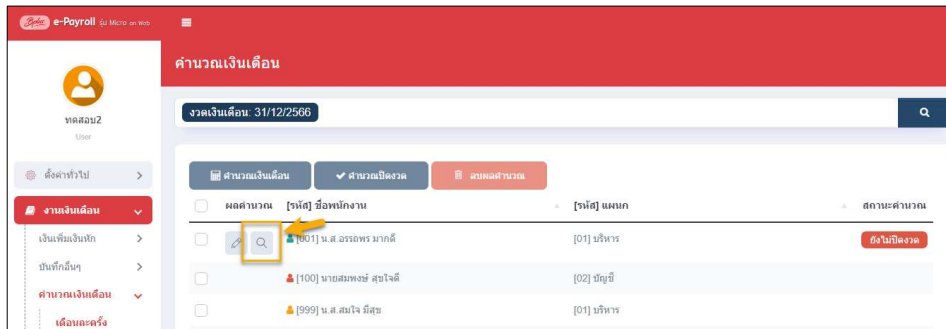 Byte e-Payroll รุ่น Micro on Web
คำนวณเงินเดือน
ทดสอบ2
User
งวดเงินเดือน: 31/12/2566
ตั้งค่าทั่วไป
คำนวณเงินเดือน คำนวณปิดงวด ลบผลคำนวณ
งานเงินเดือน
ผลคำนวณ [รหัส] ชื่อพนักงาน [รหัส] แผนก สถานะคำนวณ
เงินเพิ่มเงินหัก
[001] น.ส.อรรถพร มากดี [01] บริหาร ยังไม่ปิดงวด
บันทึกอื่นๆ
[100] นายสมพงษ์ สุขใจดี [02] บัญชี
คำนวณเงินเดือน
[999] น.ส.สมใจ มีสุข [01] บริหาร
เดือนละครั้ง